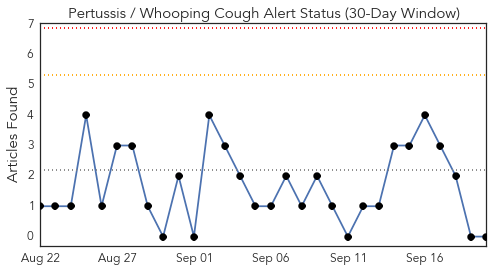 Pertussis / Whooping Cough Alert Status (30-Day Window)
7
6
5
4
3
2
1
0
Articles Found
Aug 22 Aug 27 Sep 01 Sep 06 Sep 11 Sep 16